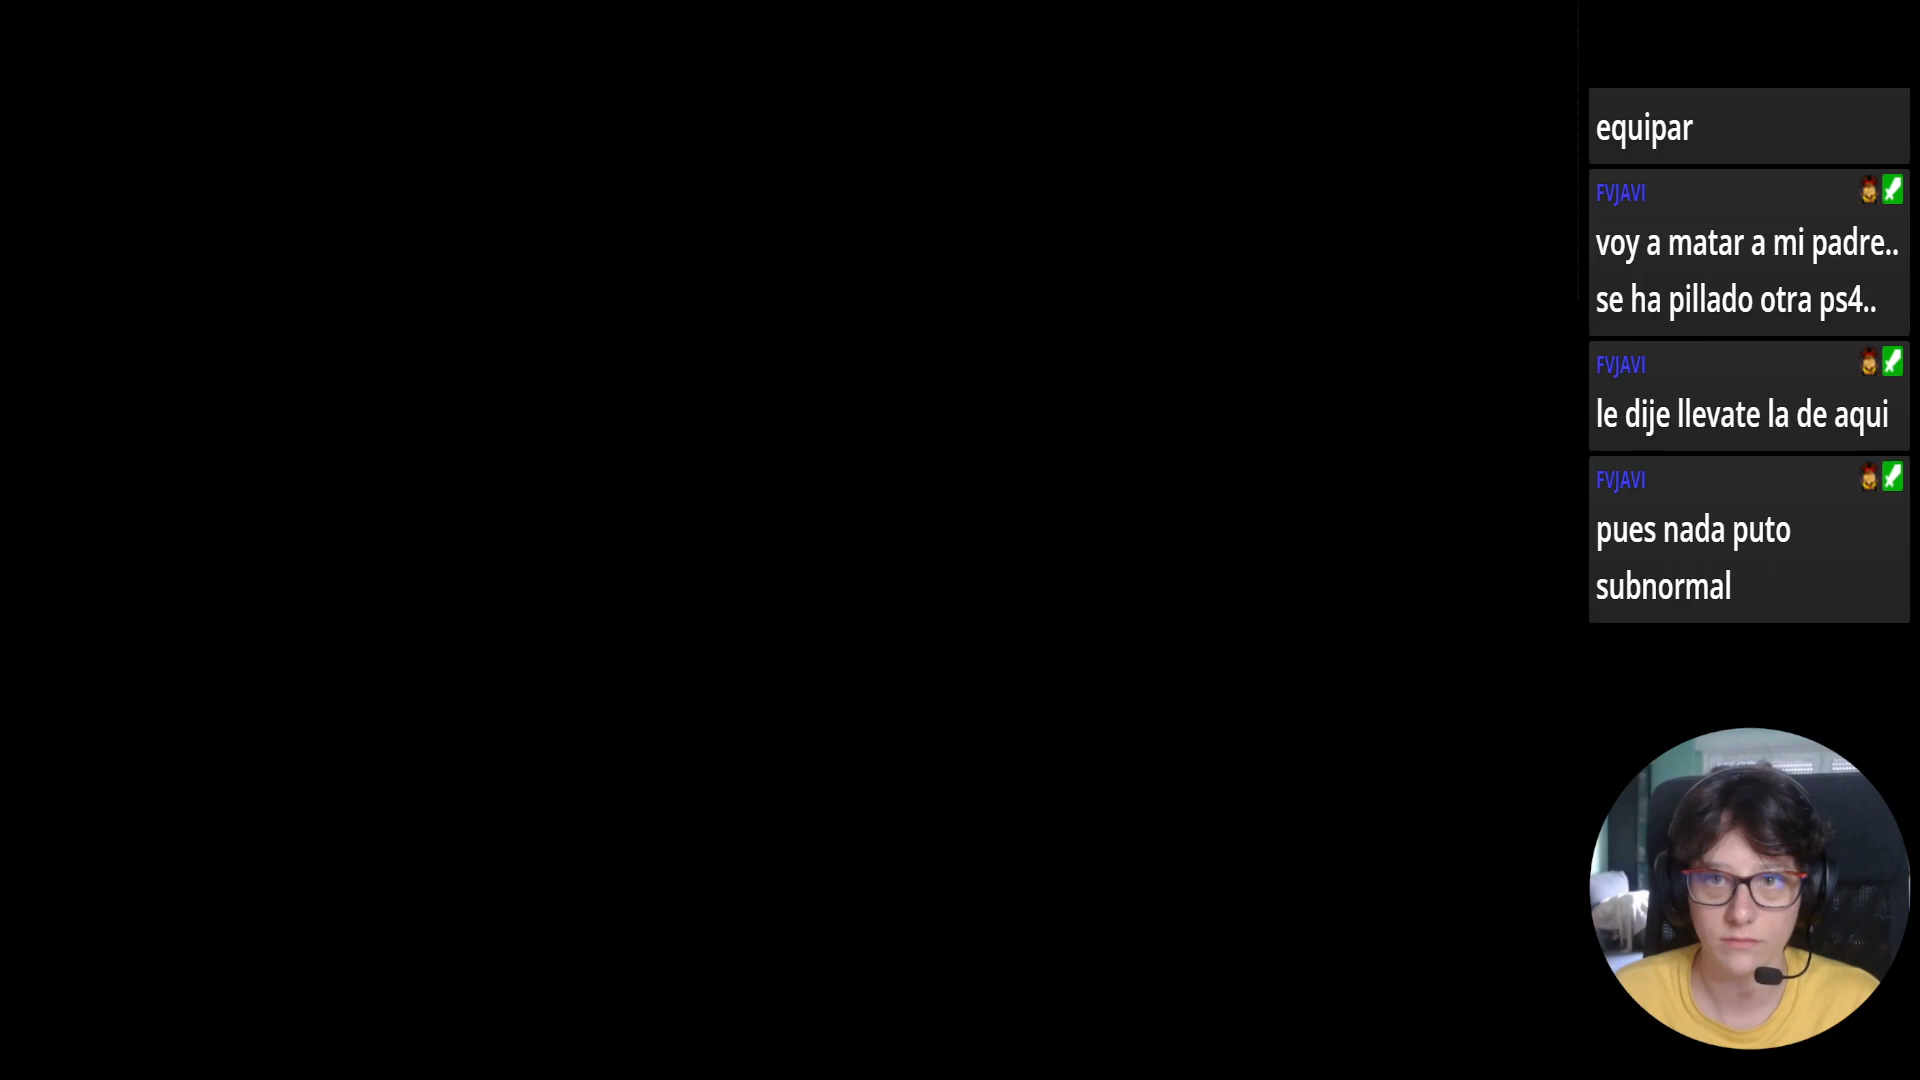 equipar
FVJAVI
voy a matar a mi padre..
se ha pillado otra ps4..
FVJAVI
le dije llevate la de aqui
FVJAVI
pues nada puto
subnormal